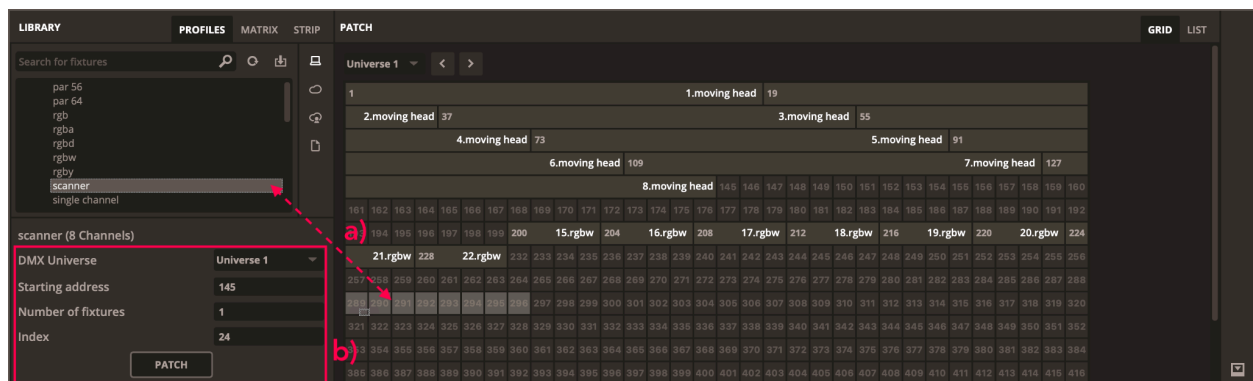 LIBRARY PROFILES MATRIX STRIP PATCH GRID LIST
Search for fixtures Universe 1 < >
par 56
par 64
rgb
rgba
rgbd
rgbw
rgby
scanner
single channel
scanner (8 Channels)
DMX Universe Universe 1
Starting address 145
Number of fixtures 1
Index 24
PATCH
1 1.moving head 19
2.moving head 37 3.moving head 55
4.moving head 73 5.moving head 91
6.moving head 109 7.moving head 127
8.moving head 145 146 147 148 149 150 151 152 153 154 155 156 157 158 159 160
161 162 163 164 165 166 167 168 169 170 171 172 173 174 175 176 177 178 179 180 181 182 183 184 185 186 187 188 189 190 191 192
a) 194 195 196 197 198 199 200 15.rgbw 204 16.rgbw 208 17.rgbw 212 18.rgbw 216 19.rgbw 220 20.rgbw 224
21.rgbw 228 22.rgbw 232 233 234 235 236 237 238 239 240 241 242 243 244 245 246 247 248 249 250 251 252 253 254 255 256
257 258 259 260 261 262 263 264 265 266 267 268 269 270 271 272 273 274 275 276 277 278 279 280 281 282 283 284 285 286 287 288
289 290 291 292 293 294 295 296 297 298 299 300 301 302 303 304 305 306 307 308 309 310 311 312 313 314 315 316 317 318 319 320
321 322 323 324 325 326 327 328 329 330 331 332 333 334 335 336 337 338 339 340 341 342 343 344 345 346 347 348 349 350 351 352
b) 354 355 356 357 358 359 360 361 362 363 364 365 366 367 368 369 370 371 372 373 374 375 376 377 378 379 380 381 382 383 384
385 386 387 388 389 390 391 392 393 394 395 396 397 398 399 400 401 402 403 404 405 406 407 408 409 410 411 412 413 414 415 416